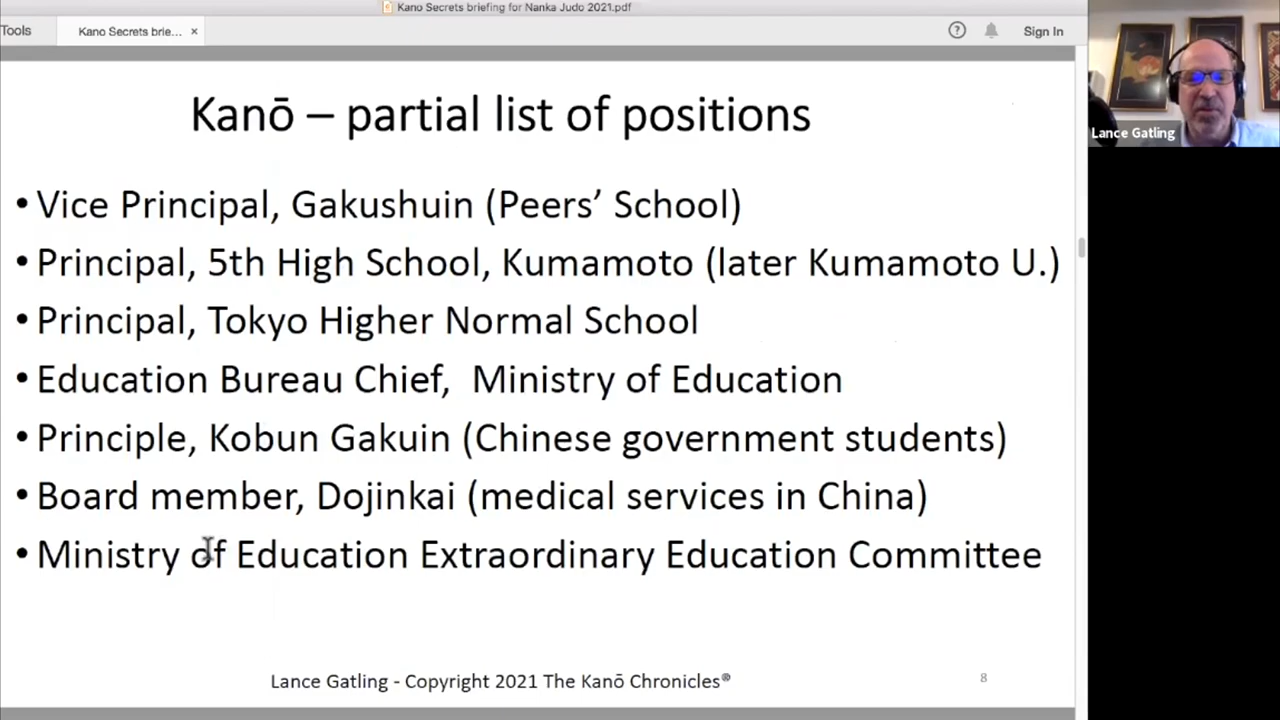 Kano Secrets briefing for Nanka Judo 2021.pdf
Tools
Kano Secrets brie... ×
? Sign In
Kanō – partial list of positions
• Vice Principal, Gakushuin (Peers’ School)
• Principal, 5th High School, Kumamoto (later Kumamoto U.)
• Principal, Tokyo Higher Normal School
• Education Bureau Chief,  Ministry of Education
• Principle, Kobun Gakuin (Chinese government students)
• Board member, Dojinkai (medical services in China)
• Ministry of Education Extraordinary Education Committee
Lance Gatling - Copyright 2021 The Kanō Chronicles®
8
Lance Gatling